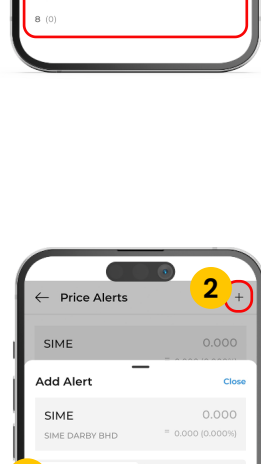 8 (0)
2
← Price Alerts +
SIME 0.000
Add Alert Close
SIME 0.000
SIME DARBY BHD = 0.000 (0.000%)